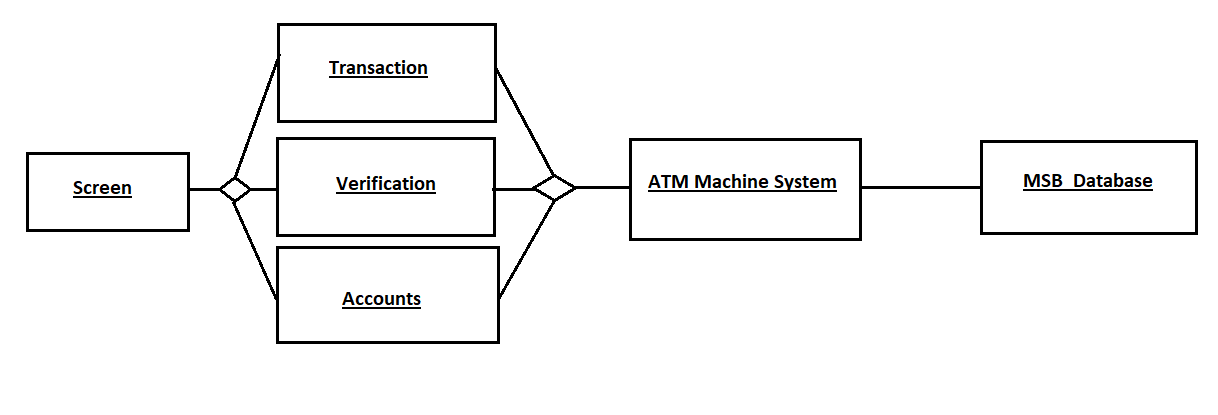 Transaction
Screen
Verification
ATM Machine System
MSB  Database
Accounts